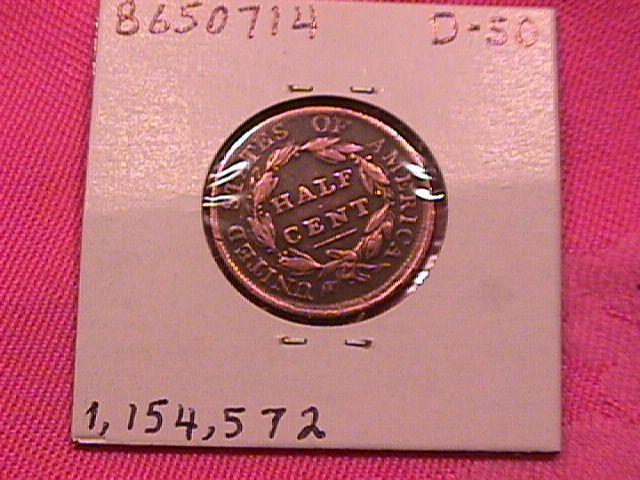 8650714 D-50
UNITED STATES OF AMERICA
HALF
CENT
1,154,572